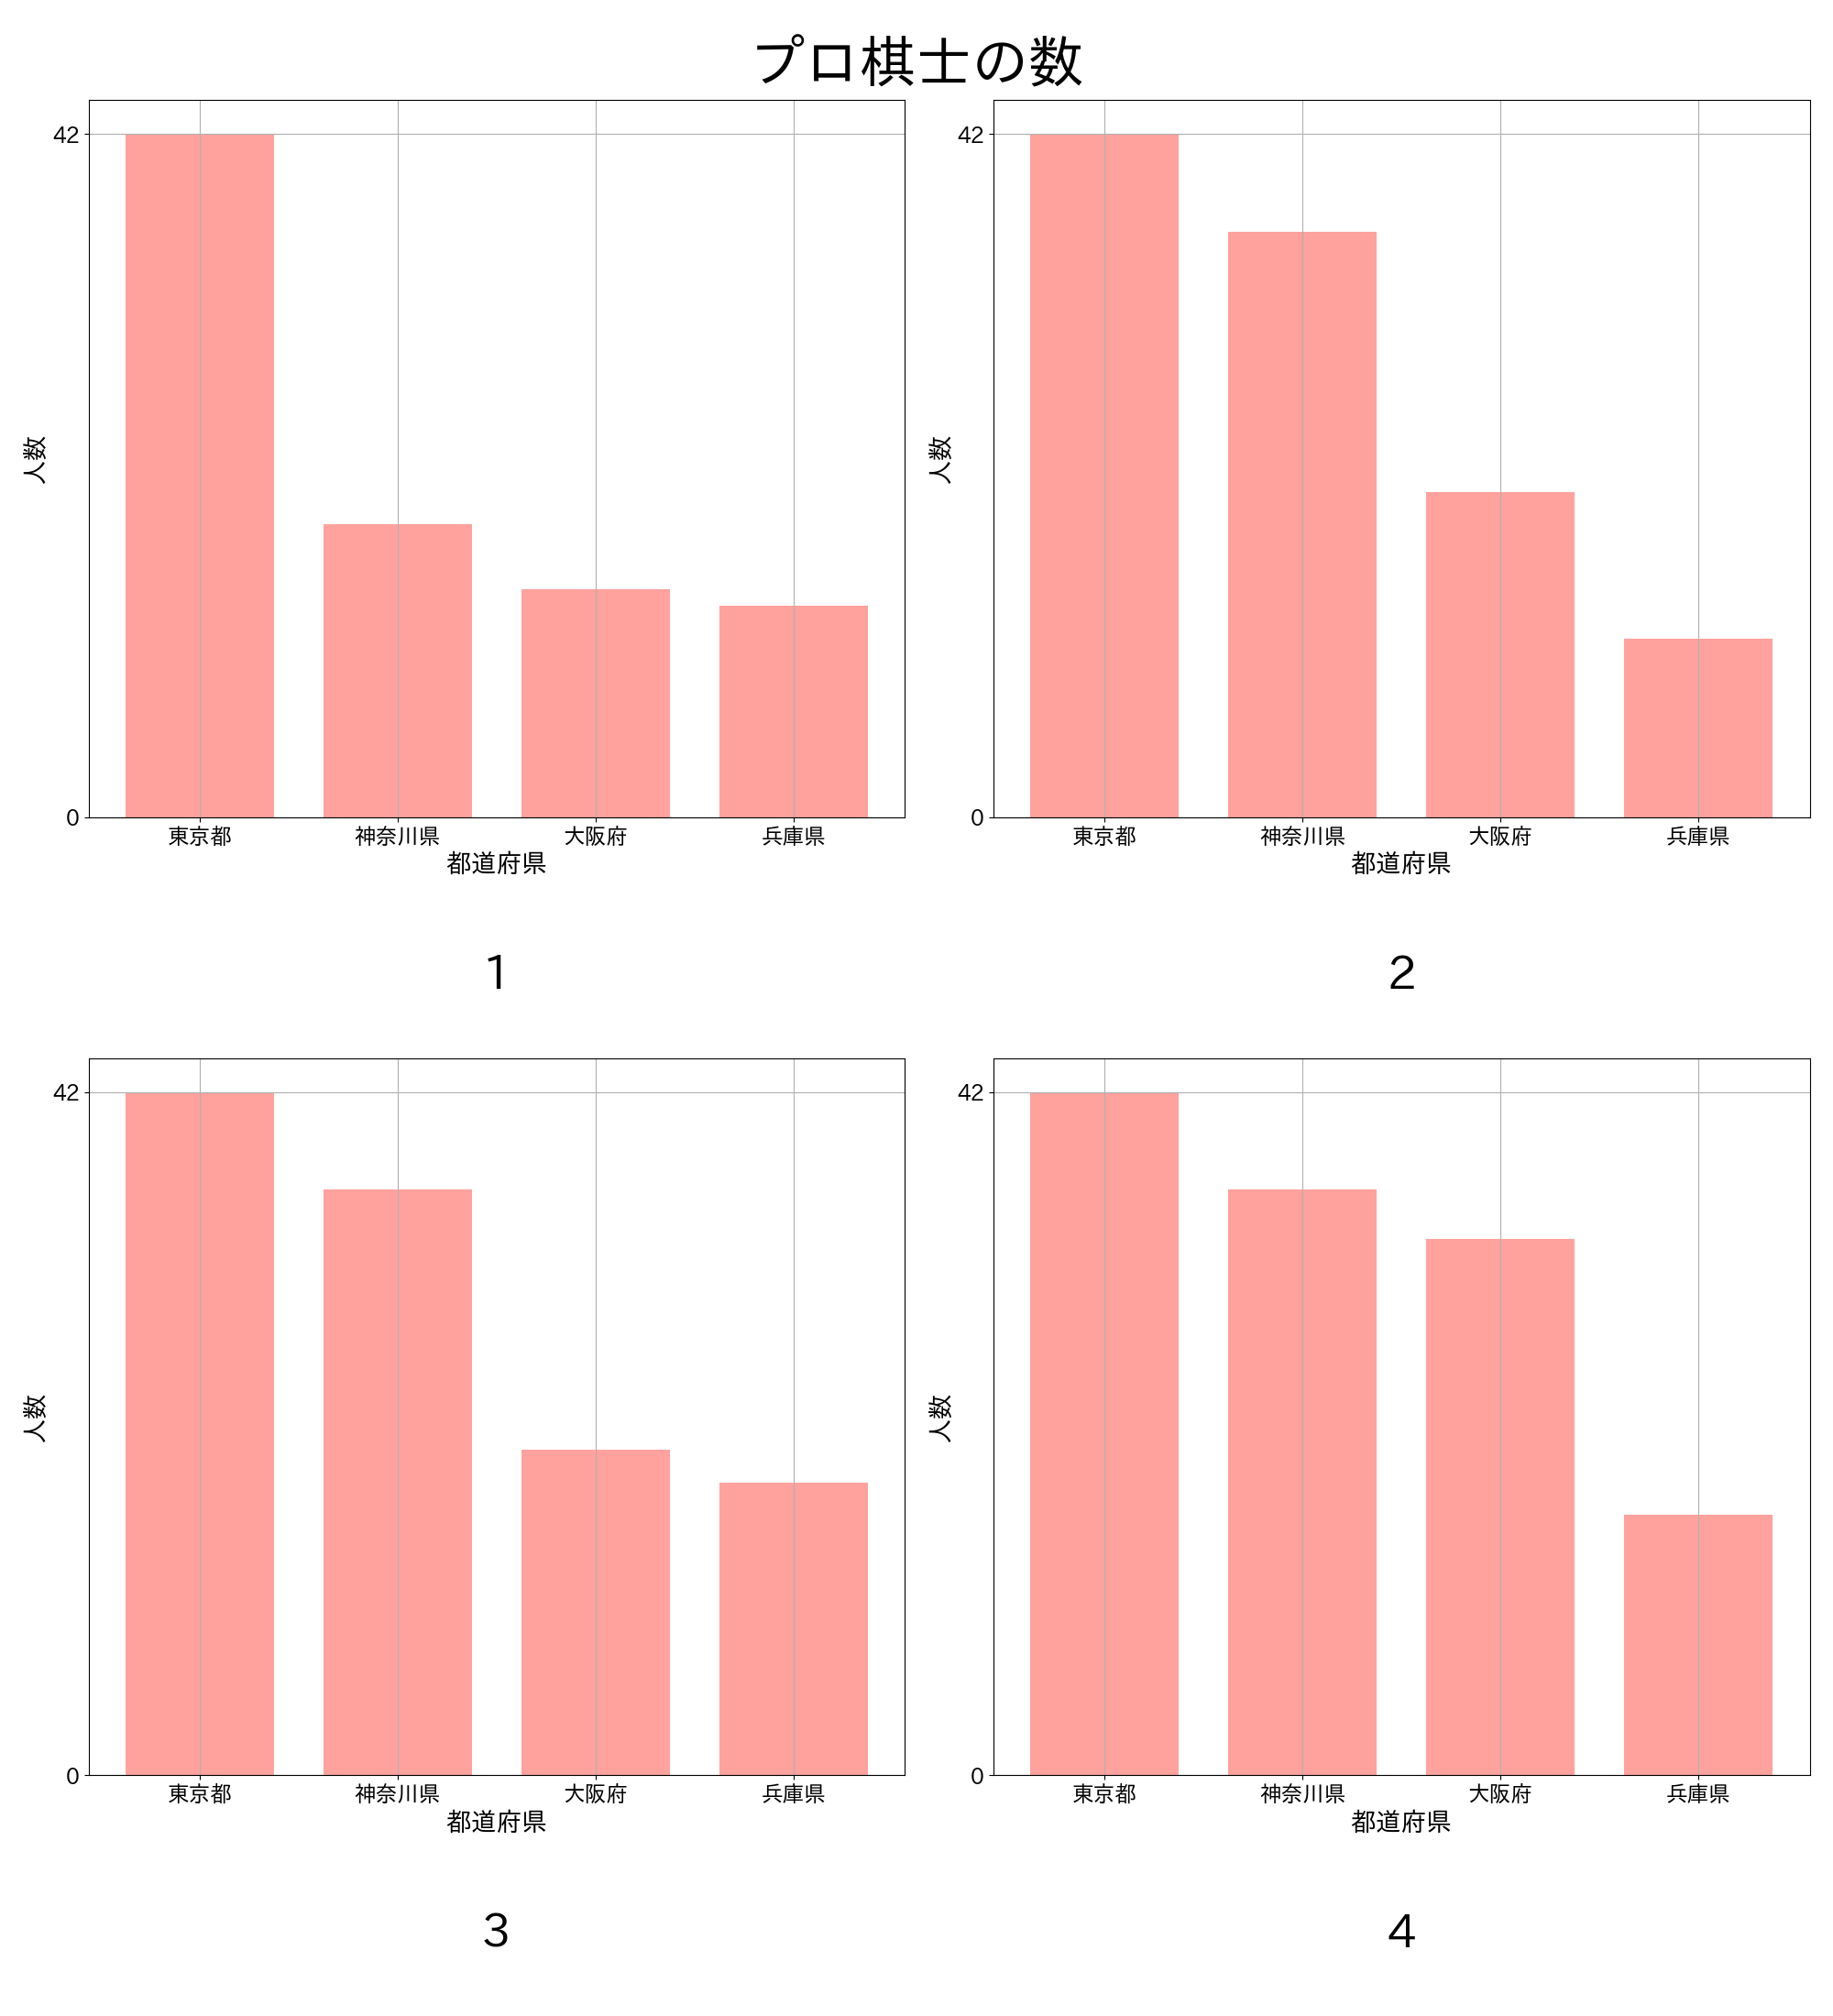 プロ棋士の数
42
人数
0
東京都 神奈川県 大阪府 兵庫県
都道府県
1
42
人数
0
東京都 神奈川県 大阪府 兵庫県
都道府県
2
42
人数
0
東京都 神奈川県 大阪府 兵庫県
都道府県
3
42
人数
0
東京都 神奈川県 大阪府 兵庫県
都道府県
4